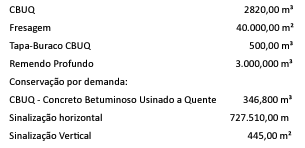 CBUQ 2820,00 m³
Fresagem 40.000,00 m²
Tapa-Buraco CBUQ 500,00 m³
Remendo Profundo 3.000,000 m³
Conservação por demanda:
CBUQ - Concreto Betuminoso Usinado a Quente 346,800 m³
Sinalização horizontal 727.510,00 m
Sinalização Vertical 445,00 m²